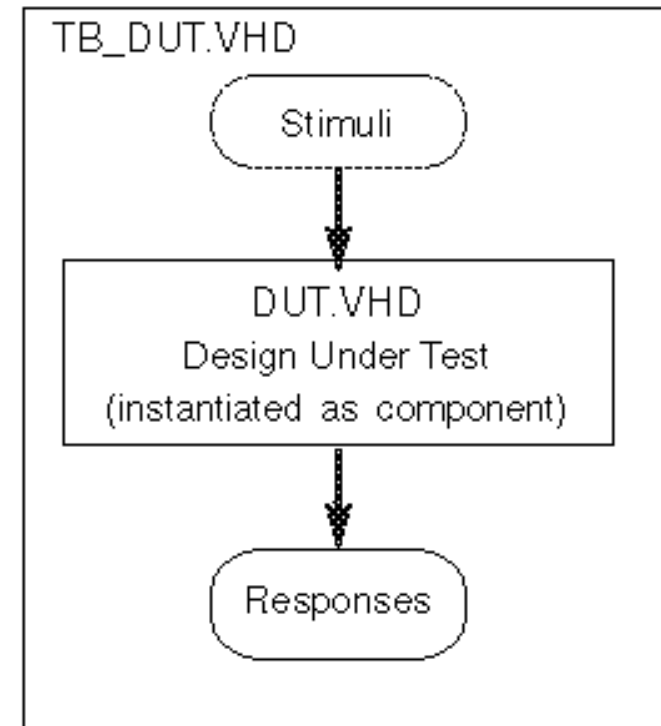 TB_DUT.VHD
Stimuli
DUT.VHD
Design Under Test
(instantiated as component)
Responses